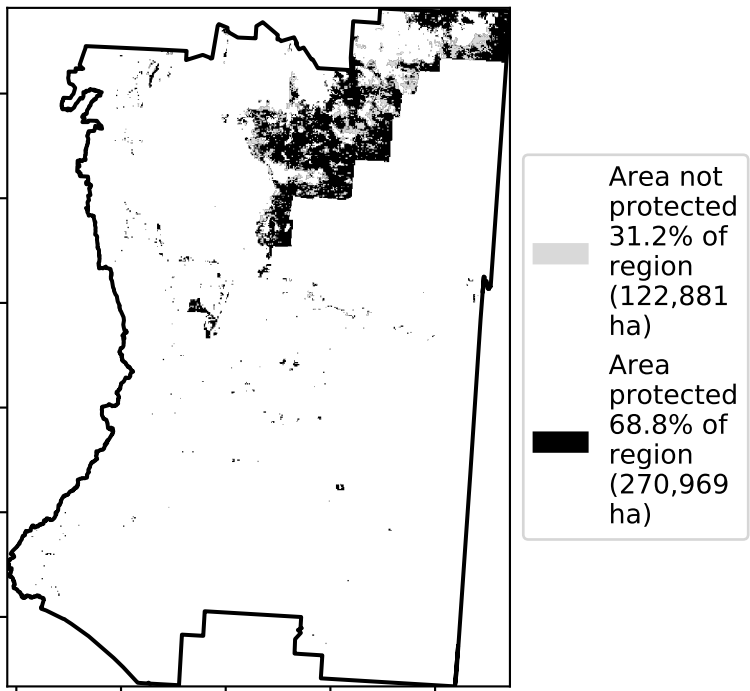 Area not
protected
31.2% of
region
(122,881
ha)
Area
protected
68.8% of
region
(270,969
ha)